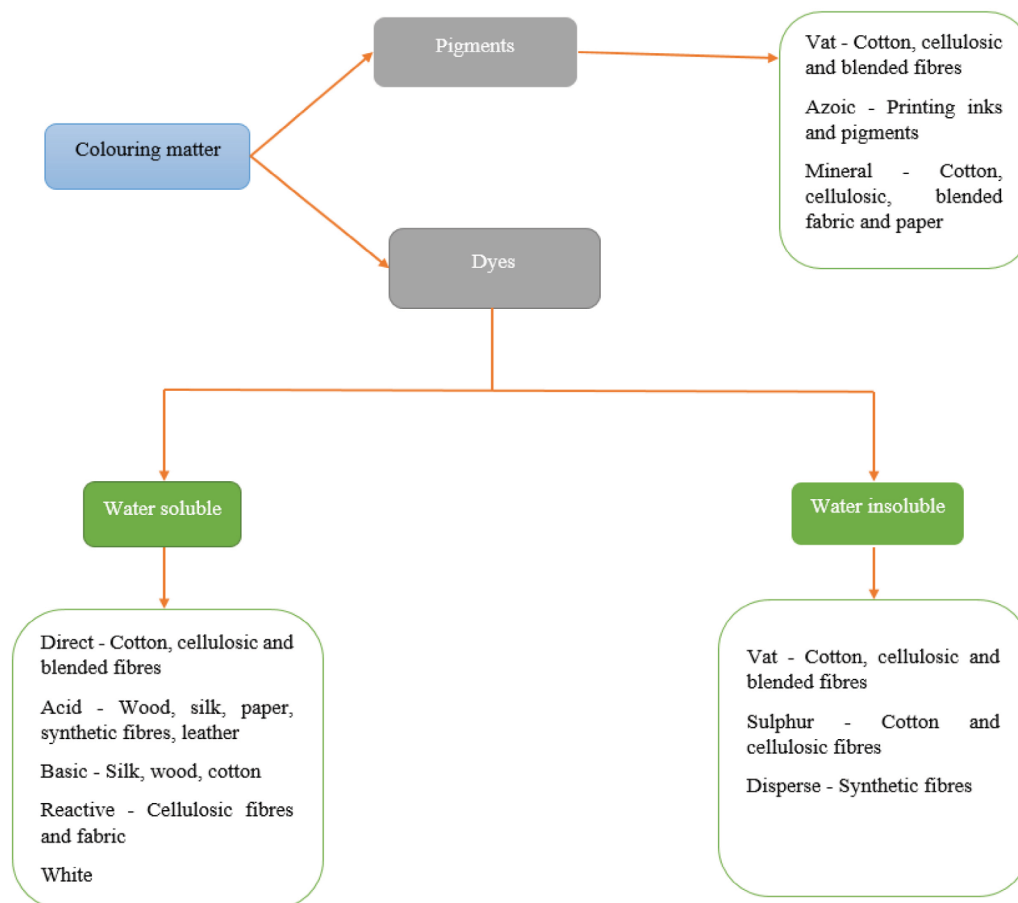 Pigments
Vat - Cotton, cellulosic
and blended fibres
Azoic - Printing inks
and pigments
Mineral - Cotton,
cellulosic, blended
fabric and paper
Colouring matter
Dyes
Water soluble
Water insoluble
Direct - Cotton, cellulosic and
blended fibres
Acid - Wood, silk, paper,
synthetic fibres, leather
Basic - Silk, wood, cotton
Reactive - Cellulosic fibres
and fabric
White
Vat - Cotton, cellulosic and
blended fibres
Sulphur - Cotton and
cellulosic fibres
Disperse - Synthetic fibres